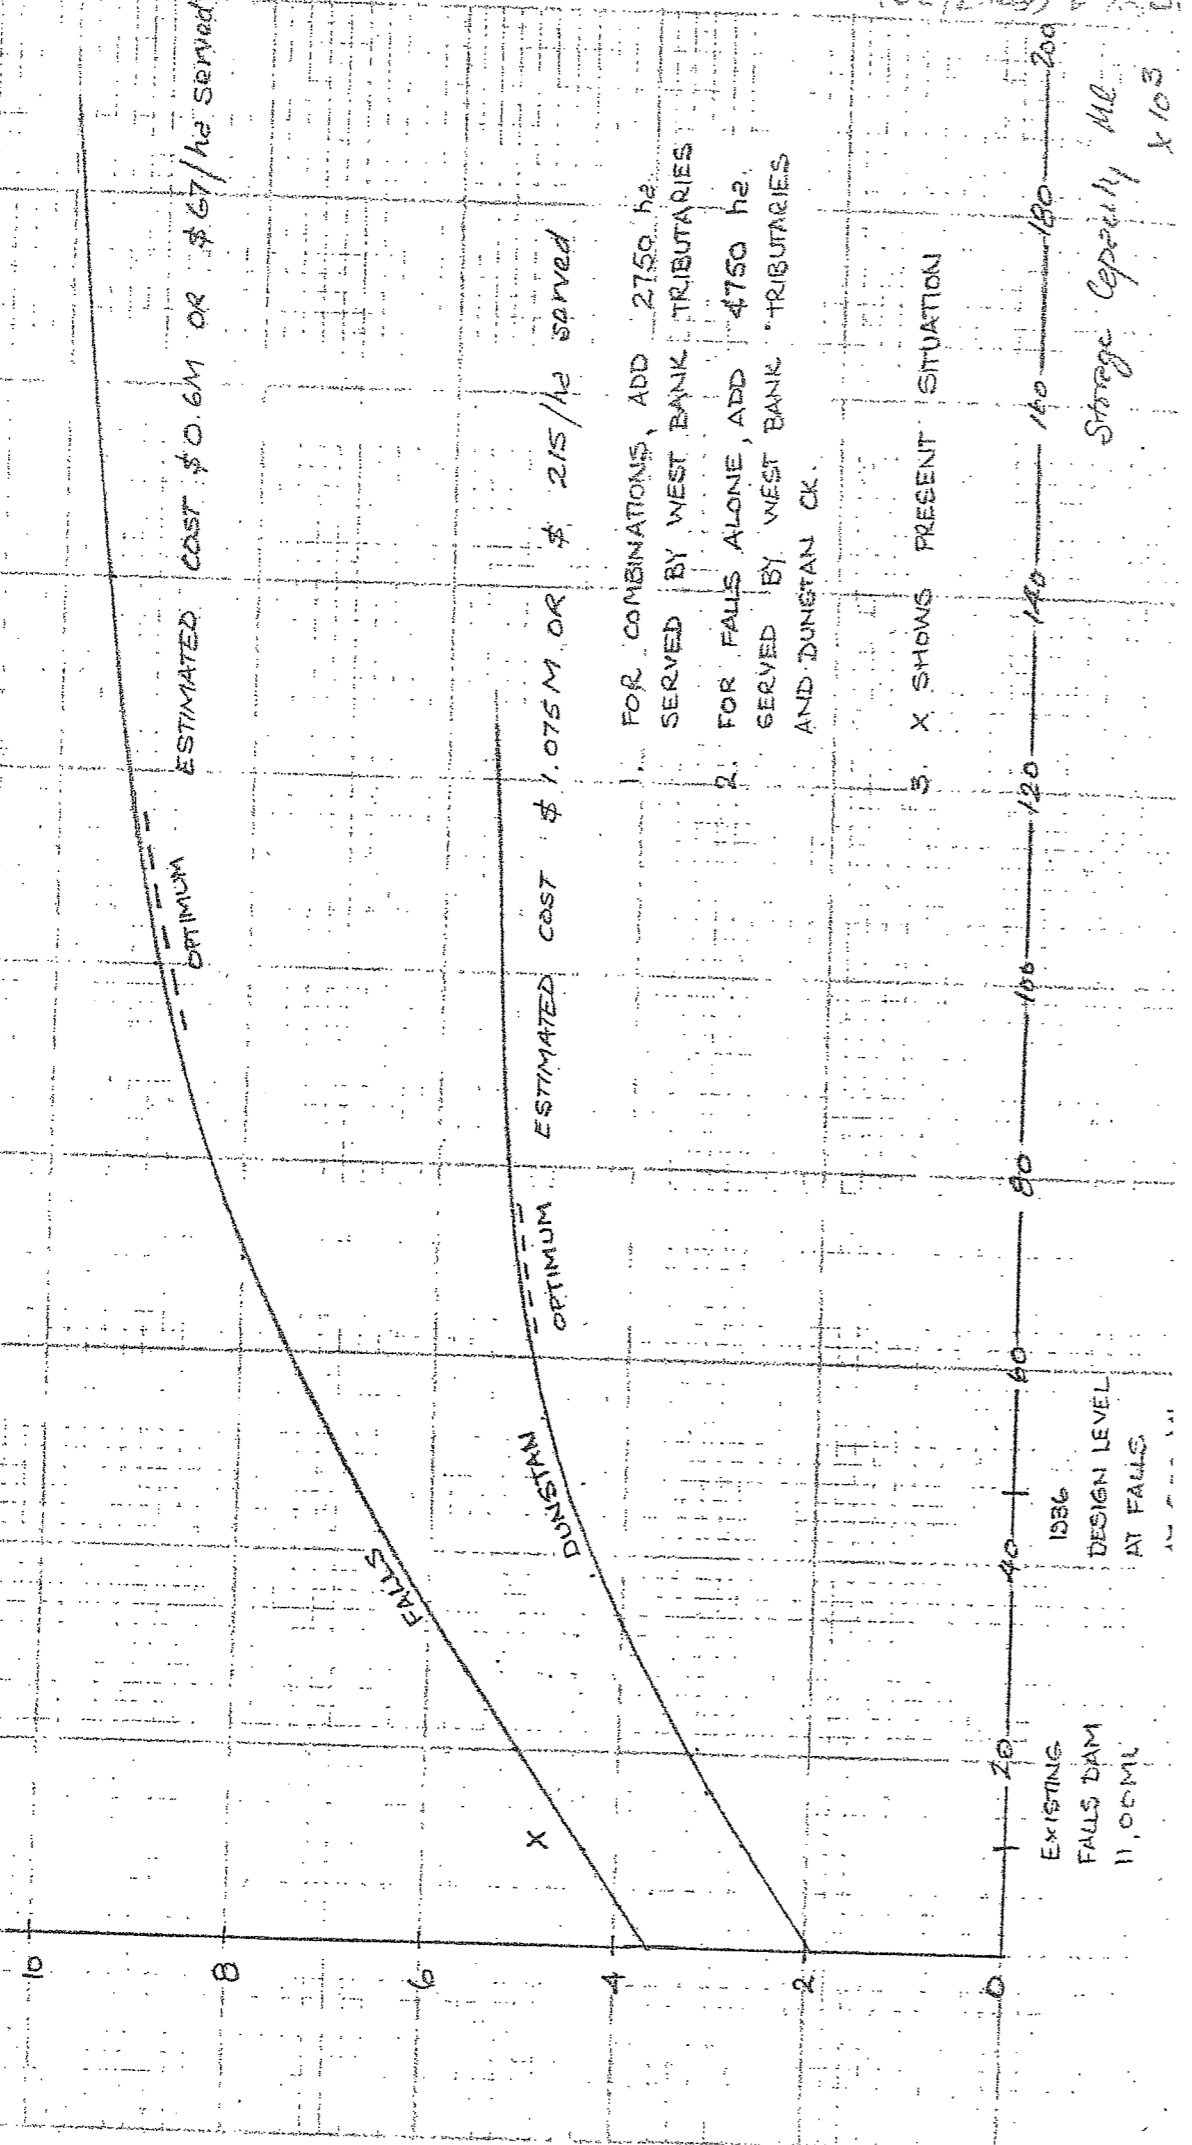 10
8
6
4
2
0
FALLS
OPTIMUM
ESTIMATED COST $0.6M OR $67/ha served
X
DUNSTAN
OPTIMUM
ESTIMATED COST $1.075M OR $ 215/ha served
1. FOR COMBINATIONS, ADD 2750 ha
SERVED BY WEST BANK TRIBUTARIES
2. FOR FALLS ALONE, ADD 4750 ha.
SERVED BY WEST BANK TRIBUTARIES
AND DUNSTAN CK.
3. X SHOWS PRESENT SITUATION
20 40 60 80 100 120 140 160 180 200
EXISTING
FALLS DAM
11,00ML
1936
DESIGN LEVEL
AT FALLS
Storage Capacity Ml
x 10³